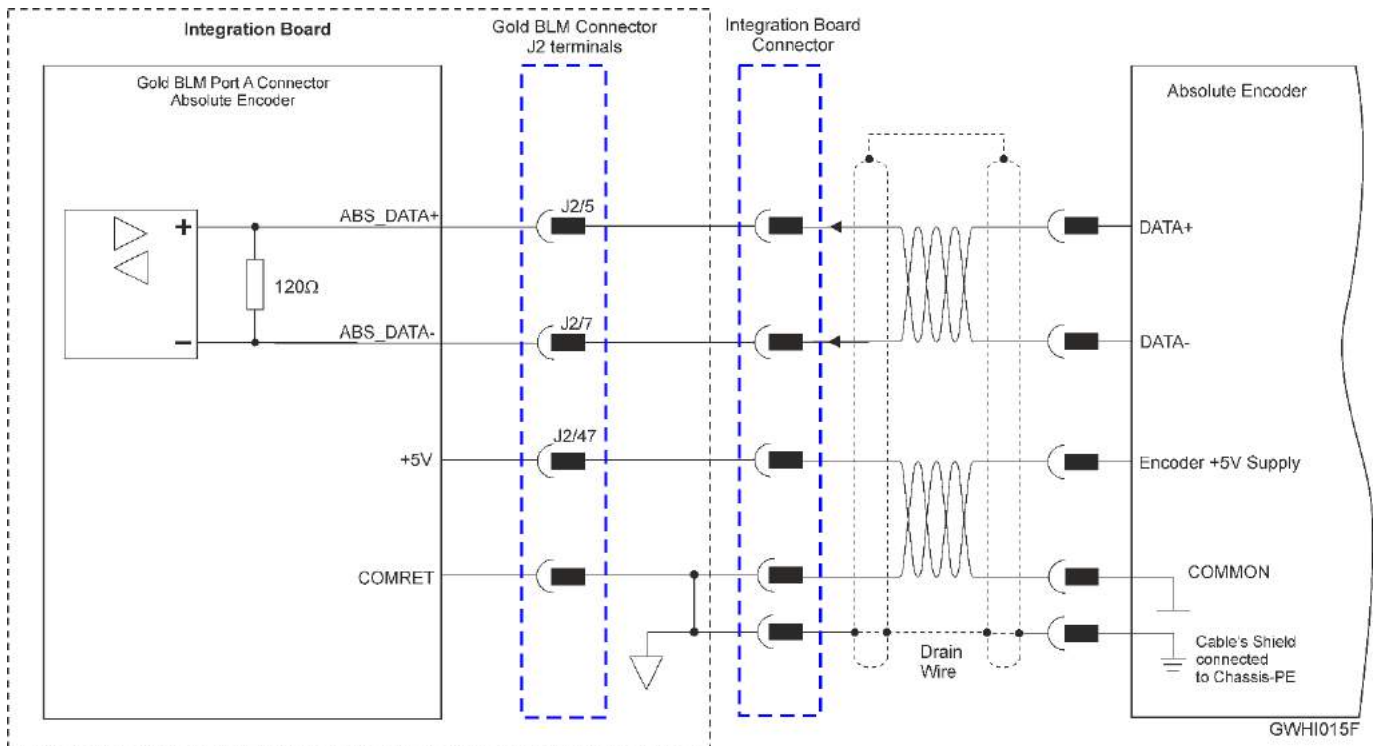 Integration Board
Gold BLM Connector
J2 terminals
Integration Board
Connector
Gold BLM Port A Connector
Absolute Encoder
Absolute Encoder
+
ABS_DATA+
J2/5
DATA+
120Ω
−
ABS_DATA-
J2/7
DATA-
+5V
J2/47
Encoder +5V Supply
COMRET
COMMON
Drain
Wire
Cable's Shield
connected
to Chassis-PE
GWHI015F